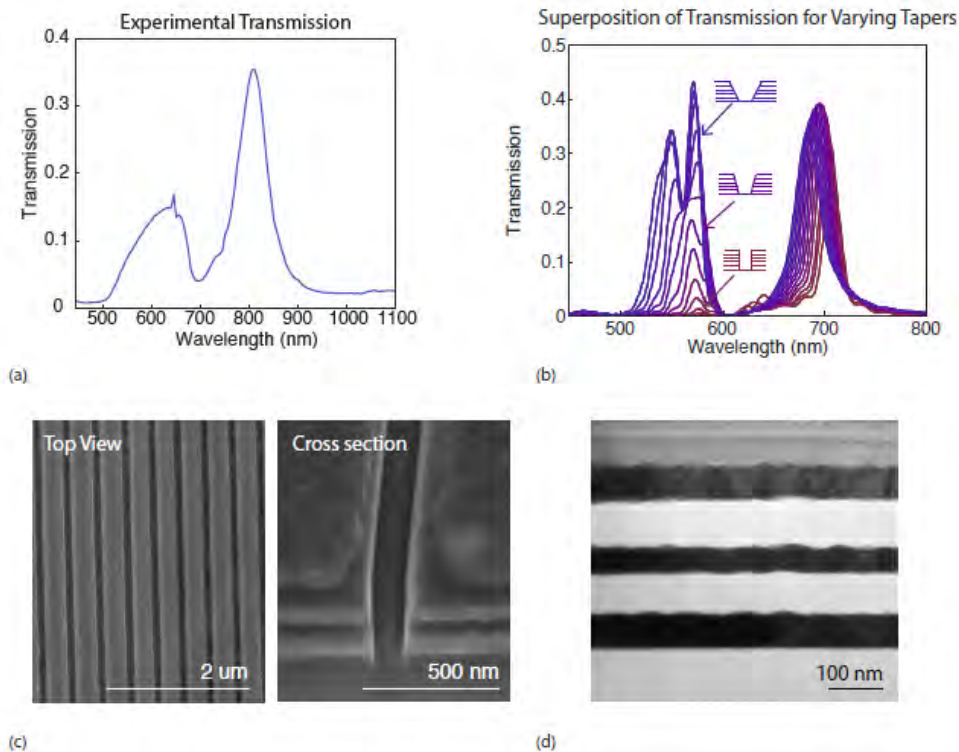 Experimental Transmission
Transmission
0.4
0.3
0.2
0.1
0
500 600 700 800 900 1000 1100
Wavelength (nm)
(a)
Superposition of Transmission for Varying Tapers
Transmission
0.5
0.4
0.3
0.2
0.1
0
500 600 700 800
Wavelength (nm)
(b)
Top View
2 um
Cross section
500 nm
(c)
100 nm
(d)